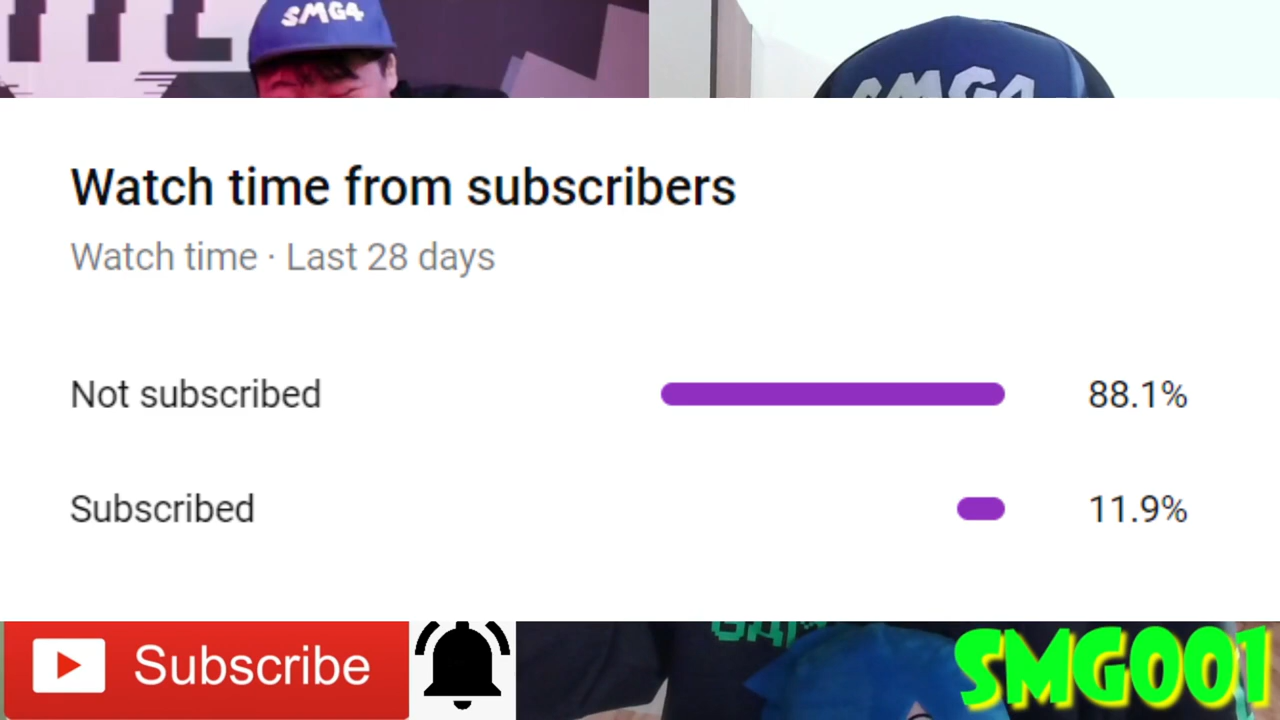 SMG4
SMG4
Watch time from subscribers
Watch time · Last 28 days
Not subscribed
88.1%
Subscribed
11.9%
Subscribe
SMG001